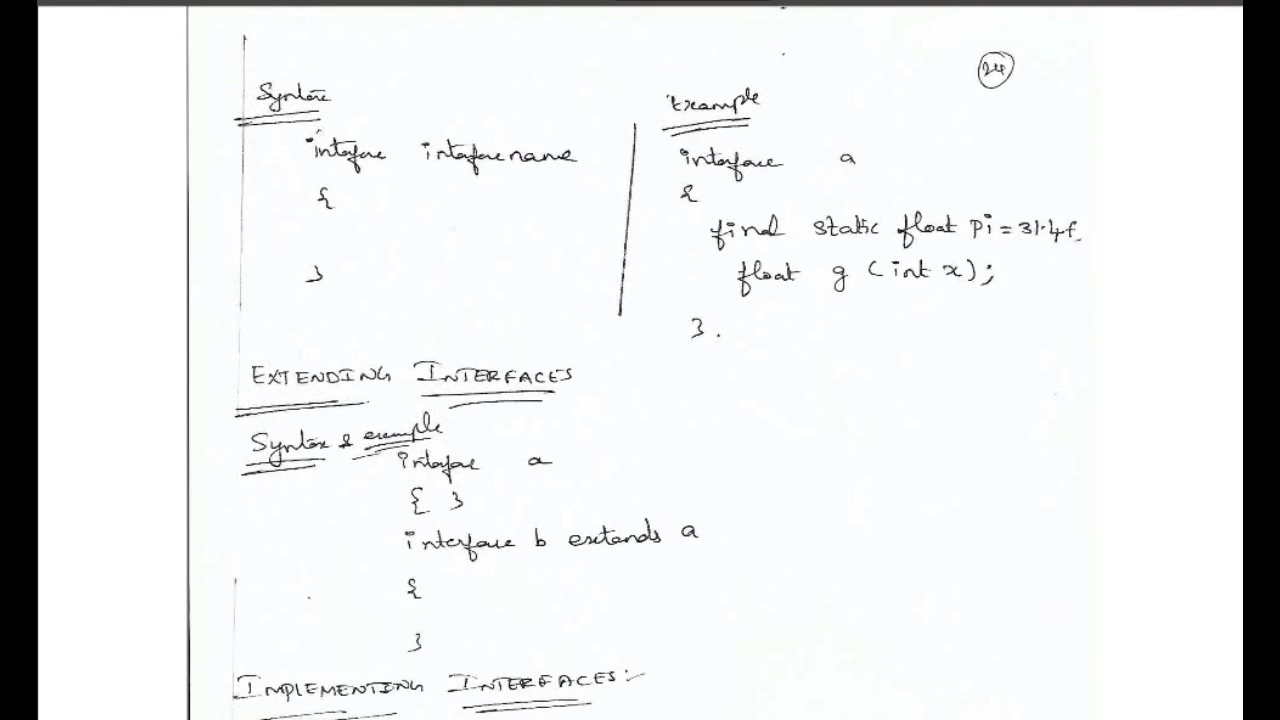 24
Syntax
interface interfacename
{
}
Example
interface a
{
final static float pi = 31.4f
float g (int x);
}.
EXTENDING INTERFACES
Syntax & example
interface a
{ }
interface b extends a
{
}
IMPLEMENTING INTERFACES:-